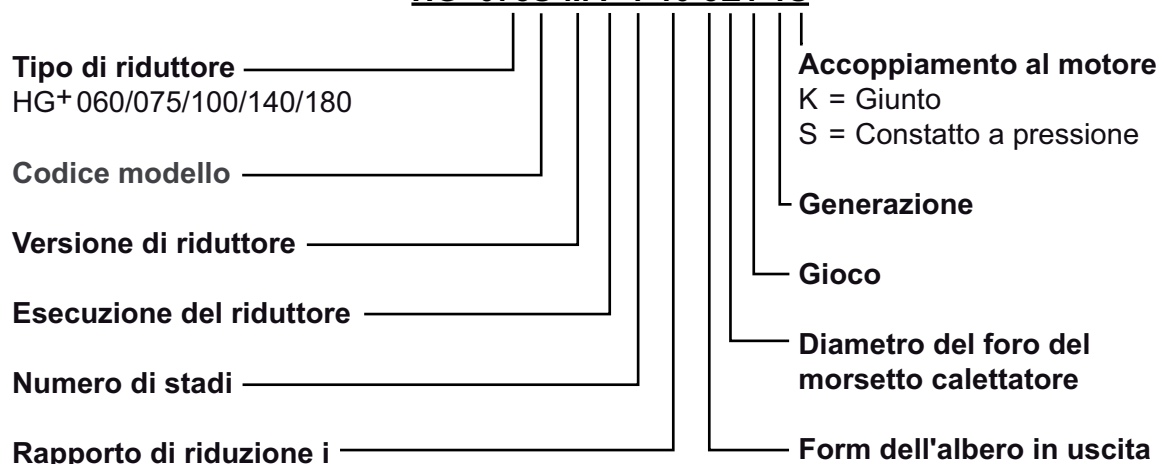 Tipo di riduttore
HG+ 060/075/100/140/180
Codice modello
Versione di riduttore
Esecuzione del riduttore
Numero di stadi
Rapporto di riduzione i
Accoppiamento al motore
K = Giunto
S = Constatto a pressione
Generazione
Gioco
Diametro del foro del
morsetto calettatore
Form dell'albero in uscita